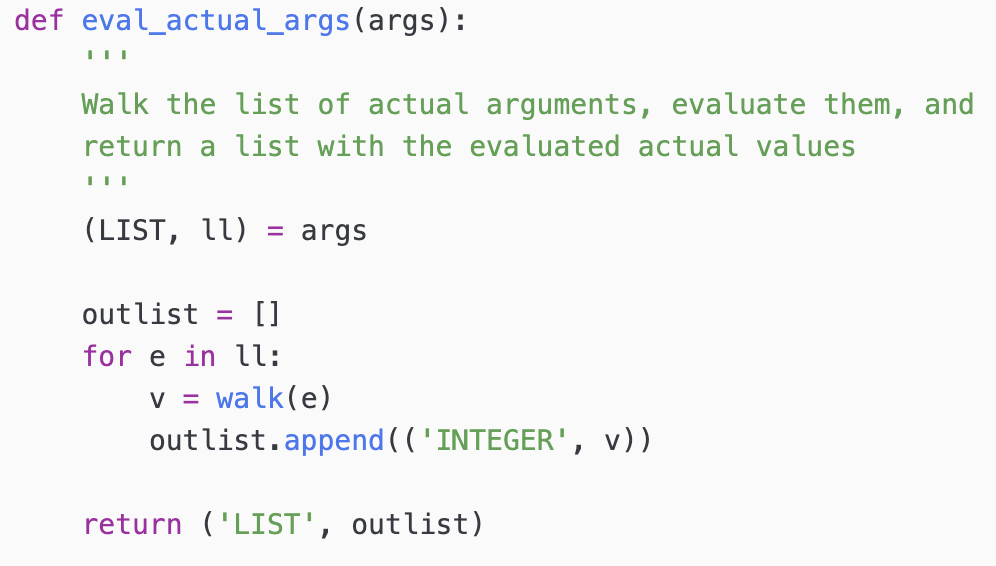 def eval_actual_args(args):
    '''
    Walk the list of actual arguments, evaluate them, and
    return a list with the evaluated actual values
    '''
    (LIST, ll) = args

    outlist = []
    for e in ll:
        v = walk(e)
        outlist.append(('INTEGER', v))

    return ('LIST', outlist)